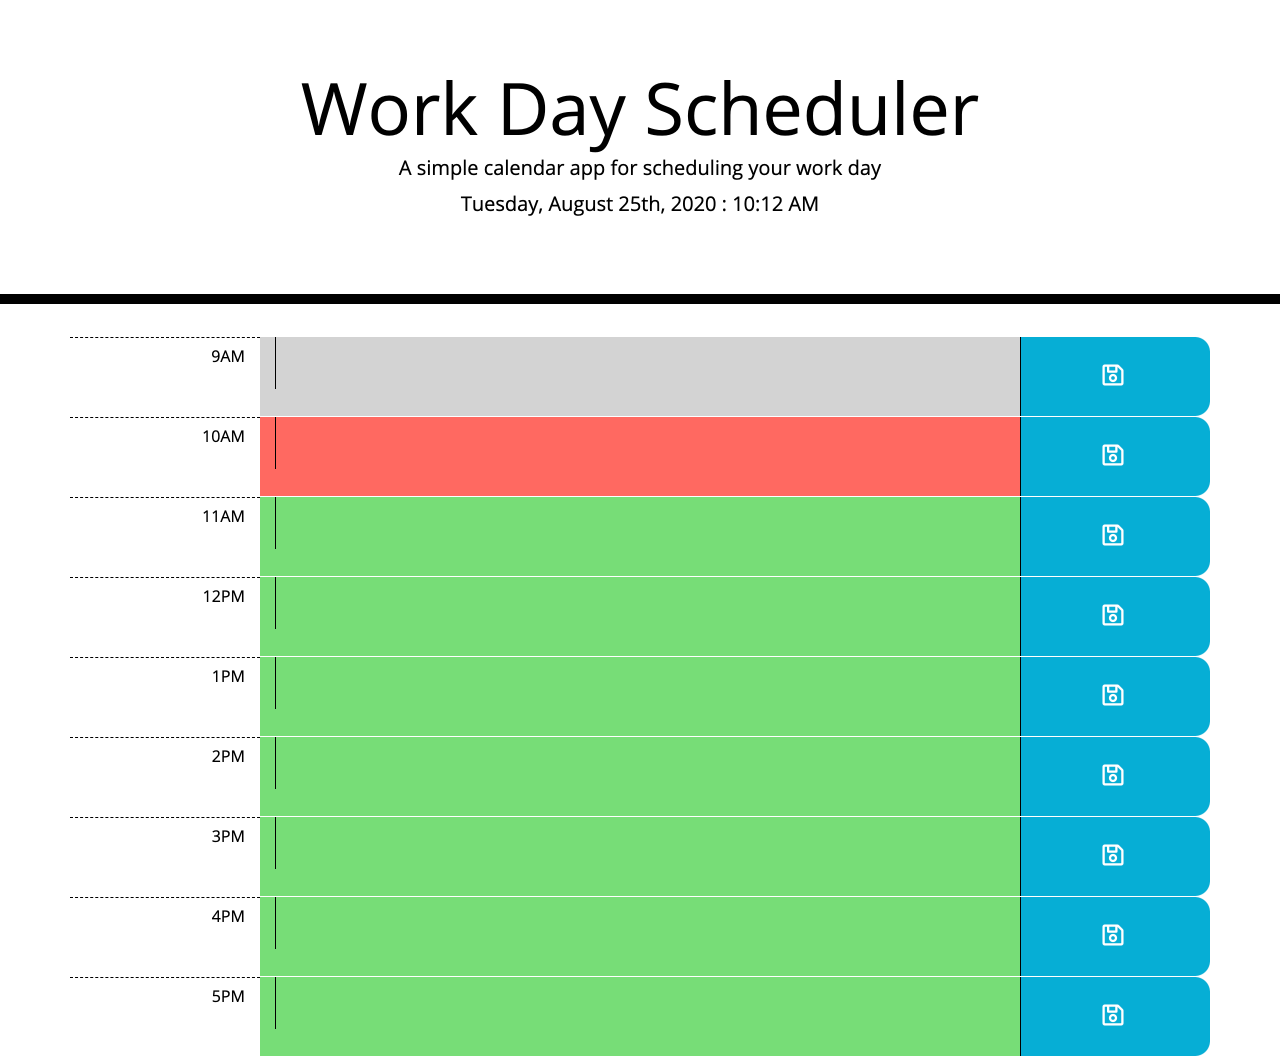 Work Day Scheduler
A simple calendar app for scheduling your work day
Tuesday, August 25th, 2020 : 10:12 AM
9AM
10AM
11AM
12PM
1PM
2PM
3PM
4PM
5PM